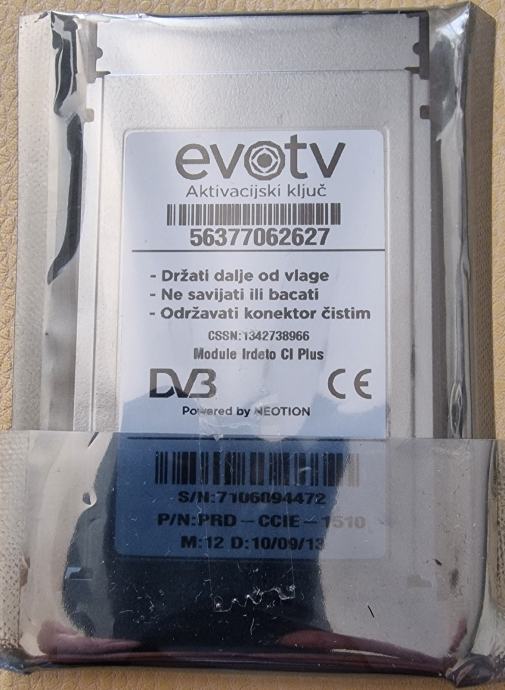 evotv
Aktivacijski ključ
56377062627
- Držati dalje od vlage
- Ne savijati ili bacati
- Održavati konektor čistim
CSSN:1342738966
Module Irdeto CI Plus
DVB CE
Powered by NEOTION
S/N:7106094472
P/N:PRD-CCIE-1510
M:12 D:10/09/13